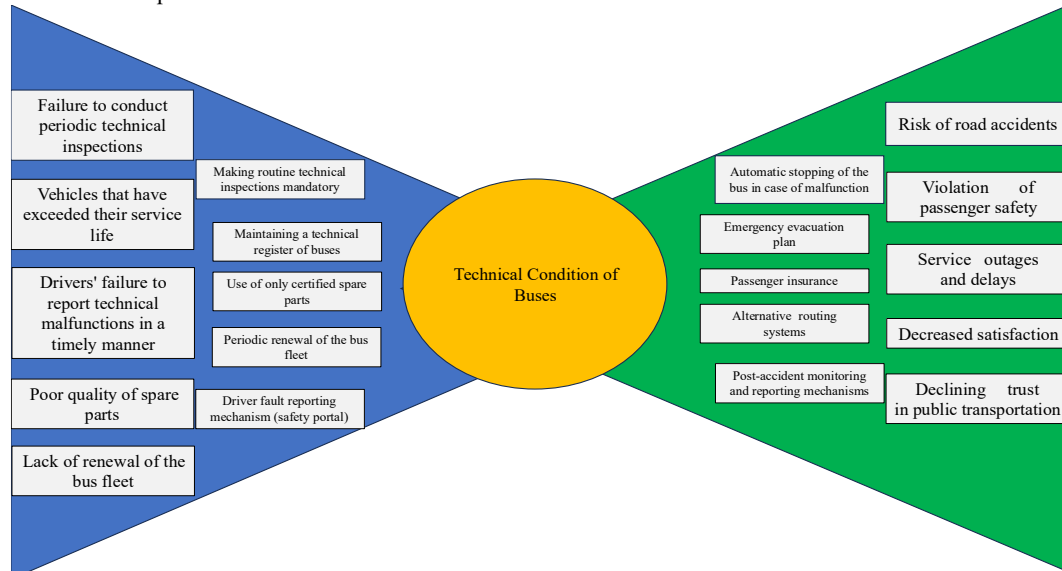 Failure to conduct
periodic technical
inspections
Vehicles that have
exceeded their service
life
Drivers' failure to
report technical
malfunctions in a
timely manner
Poor quality of spare
parts
Lack of renewal of the
bus fleet
Making routine technical
inspections mandatory
Maintaining a technical
register of buses
Use of only certified spare
parts
Periodic renewal of the bus
fleet
Driver fault reporting
mechanism (safety portal)
Technical Condition of
Buses
Automatic stopping of the
bus in case of malfunction
Emergency evacuation
plan
Passenger insurance
Alternative routing
systems
Post-accident monitoring
and reporting mechanisms
Risk of road accidents
Violation of
passenger safety
Service outages
and delays
Decreased satisfaction
Declining trust
in public transportation